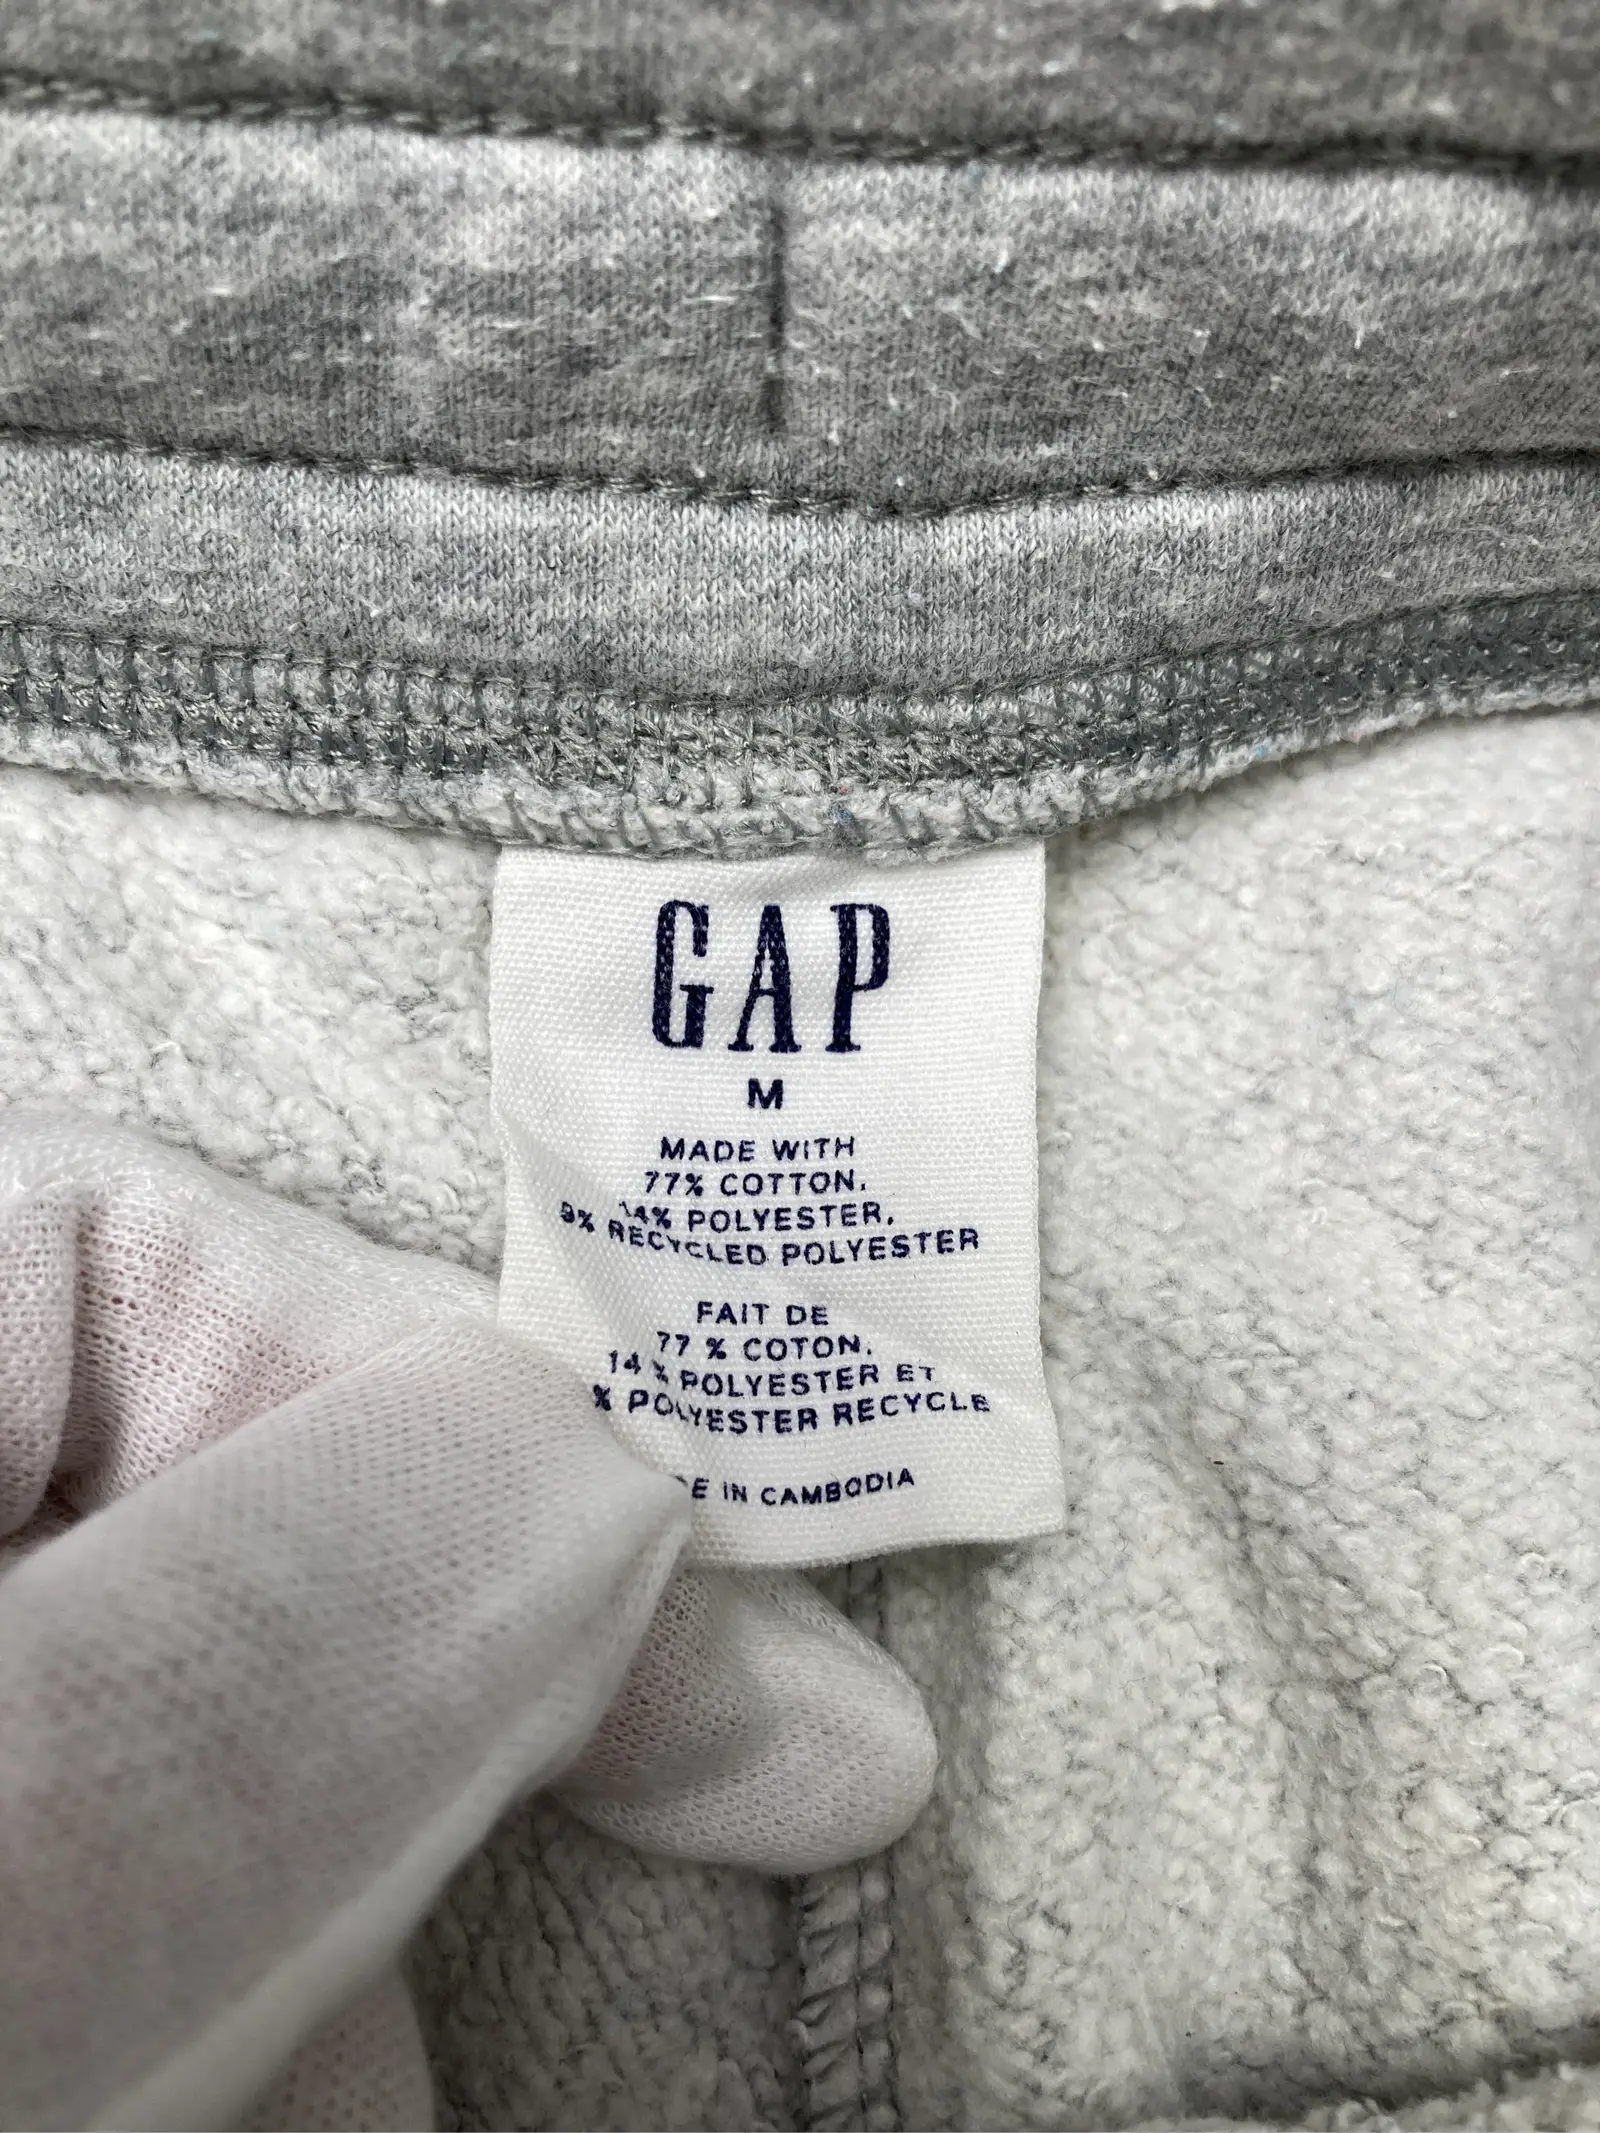 GAP
M
MADE WITH
77% COTTON,
14% POLYESTER,
9% RECYCLED POLYESTER
FAIT DE
77 % COTON,
14 % POLYESTER ET
% POLYESTER RECYCLE
IN CAMBODIA